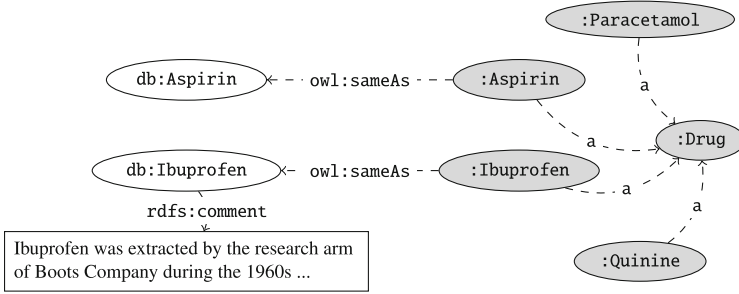 :Paracetamol
db:Aspirin owl:sameAs :Aspirin
a
a
:Drug
db:Ibuprofen owl:sameAs :Ibuprofen
a
rdfs:comment
a
Ibuprofen was extracted by the research arm
of Boots Company during the 1960s ...
:Quinine